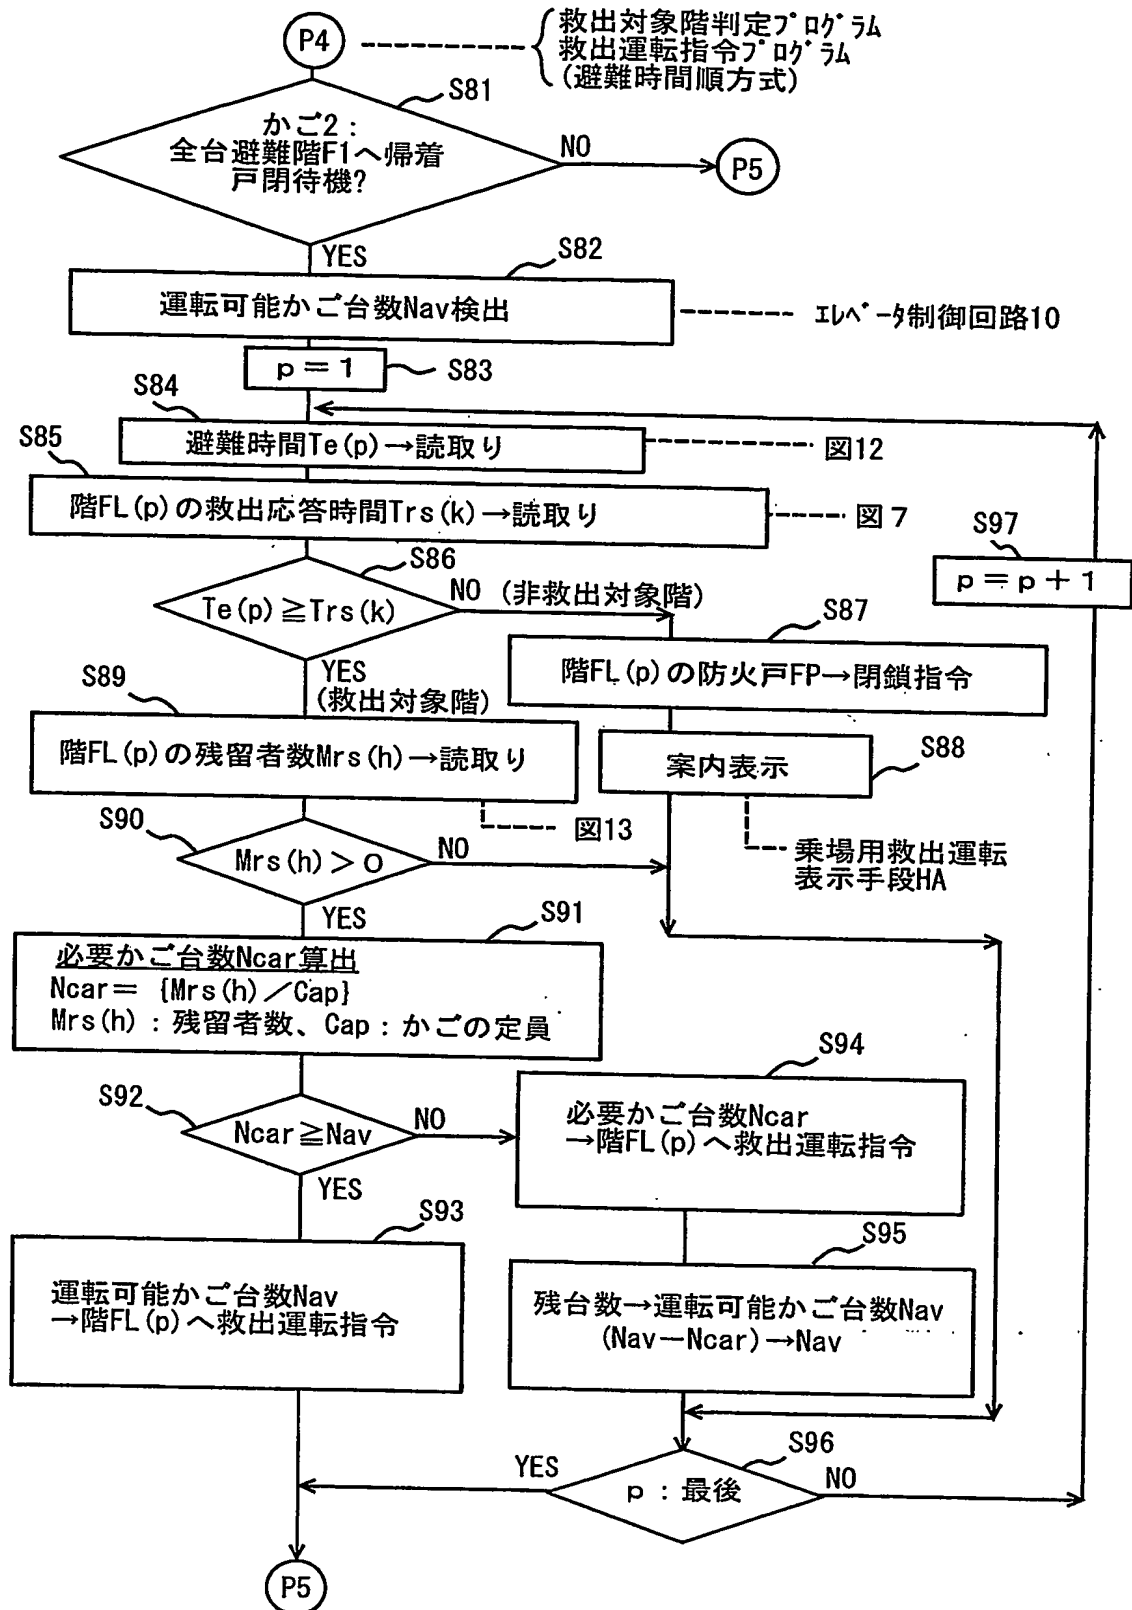 P4
救出対象階判定プログラム
救出運転指令プログラム
(避難時間順方式)
S81
かご2:
全台避難階F1へ帰着
戸閉待機?
NO
P5
YES
S82
運転可能かご台数Nav検出
エレベータ制御回路10
p=1
S83
S84
避難時間Te(p)→読取り
図12
S85
階FL(p)の救出応答時間Trs(k)→読取り
図7
S97
p=p+1
S86
Te(p)≧Trs(k)
NO (非救出対象階)
S87
階FL(p)の防火戸FP→閉鎖指令
YES
(救出対象階)
S89
階FL(p)の残留者数Mrs(h)→読取り
図13
案内表示
S88
乗場用救出運転
表示手段HA
S90
Mrs(h)>0
NO
YES
S91
必要かご台数Ncar算出
Ncar= {Mrs(h)/Cap}
Mrs(h):残留者数、Cap:かごの定員
S92
Ncar≧Nav
NO
YES
S94
必要かご台数Ncar
→階FL(p)へ救出運転指令
S93
運転可能かご台数Nav
→階FL(p)へ救出運転指令
S95
残台数→運転可能かご台数Nav
(Nav-Ncar)→Nav
S96
p:最後
YES
NO
P5